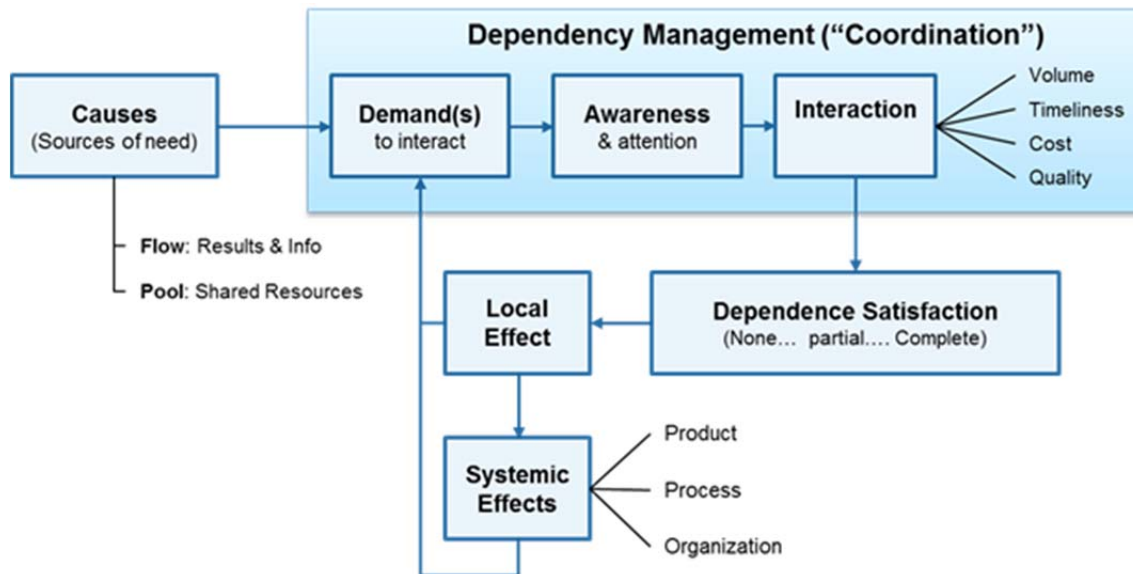 Dependency Management (“Coordination”)
Causes
(Sources of need)
Demand(s)
to interact
Awareness
& attention
Interaction
Volume
Timeliness
Cost
Quality
Flow: Results & Info
Pool: Shared Resources
Local
Effect
Dependence Satisfaction
(None... partial.... Complete)
Systemic
Effects
Product
Process
Organization